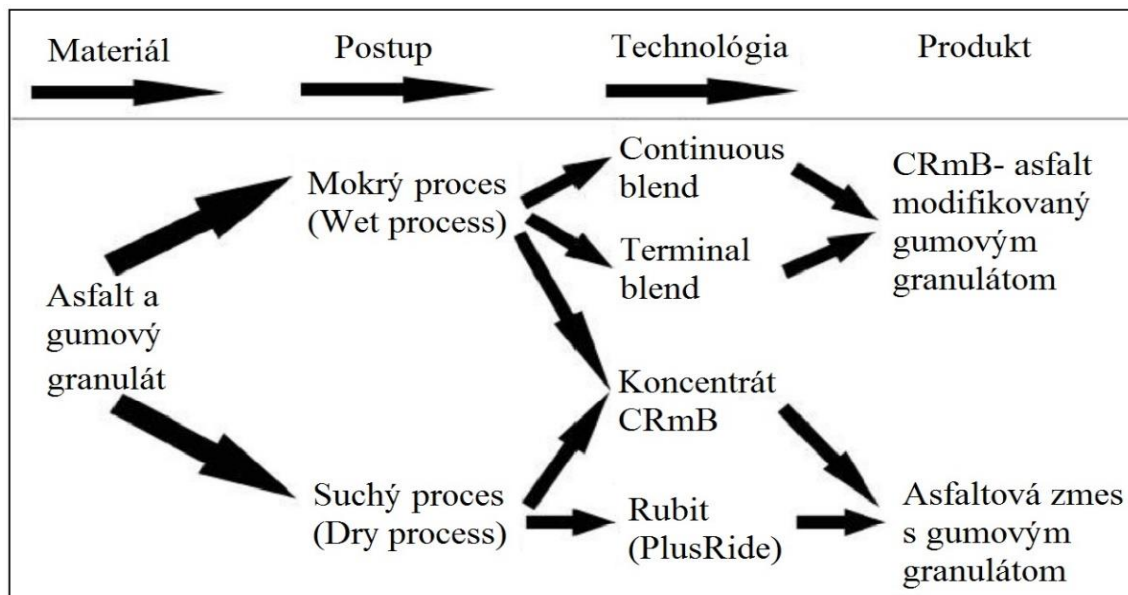 Materiál
Postup
Technológia
Produkt
Asfalt a
gumový
granulát
Mokrý proces
(Wet process)
Suchý proces
(Dry process)
Continuous
blend
Terminal
blend
Koncentrát
CRmB
Rubit
(PlusRide)
CRmB- asfalt
modifikovaný
gumovým
granulátom
Asfaltová zmes
s gumovým
granulátom